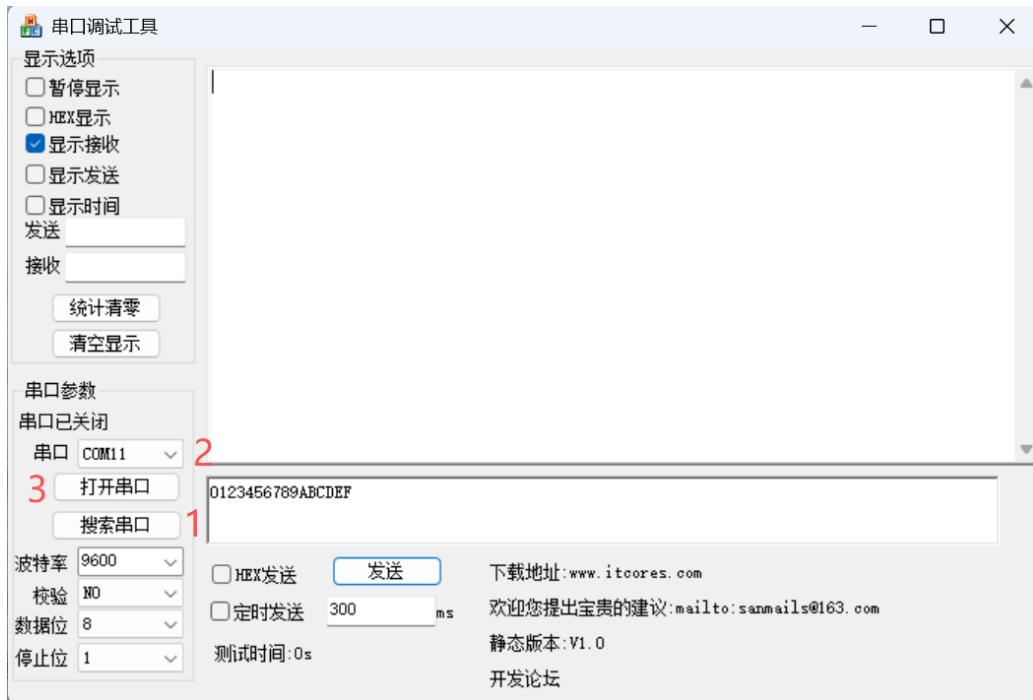 串口调试工具
显示选项
暂停显示
HEX显示
显示接收
显示发送
显示时间
发送
接收
统计清零
清空显示
串口参数
串口已关闭
串口 COM11 2
3 打开串口
搜索串口 1
波特率 9600
校验 NO
数据位 8
停止位 1
0123456789ABCDEF
HEX发送 发送
定时发送 300 ms
测试时间:0s
下载地址:www.itcores.com
欢迎您提出宝贵的建议:mailto:sanmails@163.com
静态版本:V1.0
开发论坛